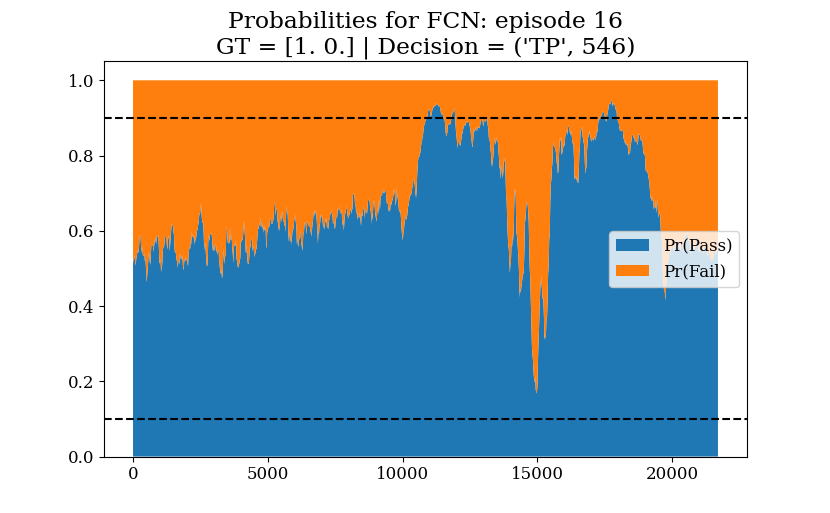 Probabilities for FCN: episode 16
GT = [1. 0.] | Decision = ('TP', 546)
1.0
0.8
0.6
0.4
0.2
0.0
Pr(Pass)
Pr(Fail)
0
5000
10000
15000
20000